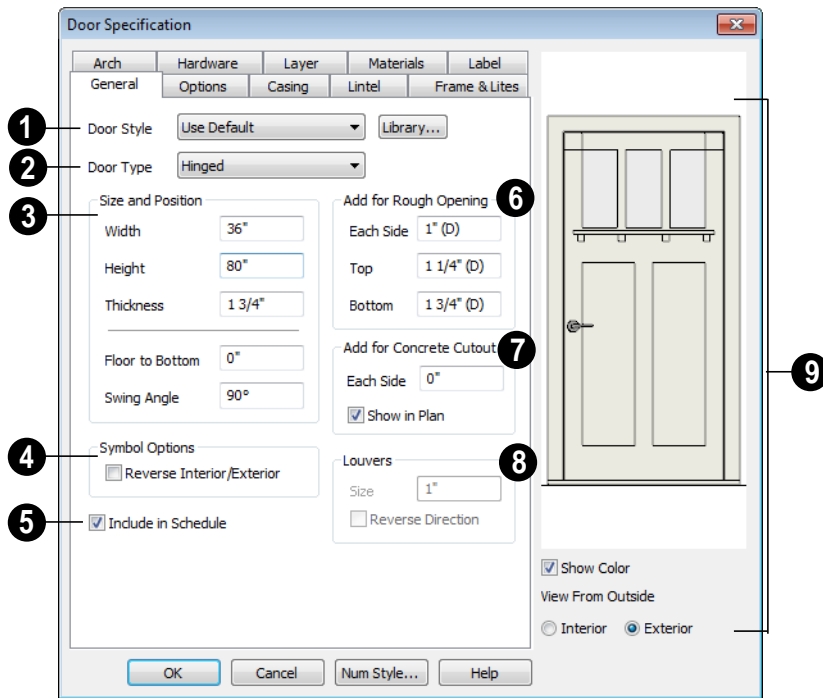 Door Specification
Arch Hardware Layer Materials Label
General Options Casing Lintel Frame & Lites
1 Door Style Use Default Library...
2 Door Type Hinged
3 Size and Position
Width 36"
Height 80"
Thickness 1 3/4"
Floor to Bottom 0"
Swing Angle 90°
4 Symbol Options
Reverse Interior/Exterior
5 Include in Schedule
Add for Rough Opening 6
Each Side 1" (D)
Top 1 1/4" (D)
Bottom 1 3/4" (D)
Add for Concrete Cutout 7
Each Side 0"
Show in Plan
Louvers 8
Size 1"
Reverse Direction
9
Show Color
View From Outside
Interior Exterior
OK Cancel Num Style... Help